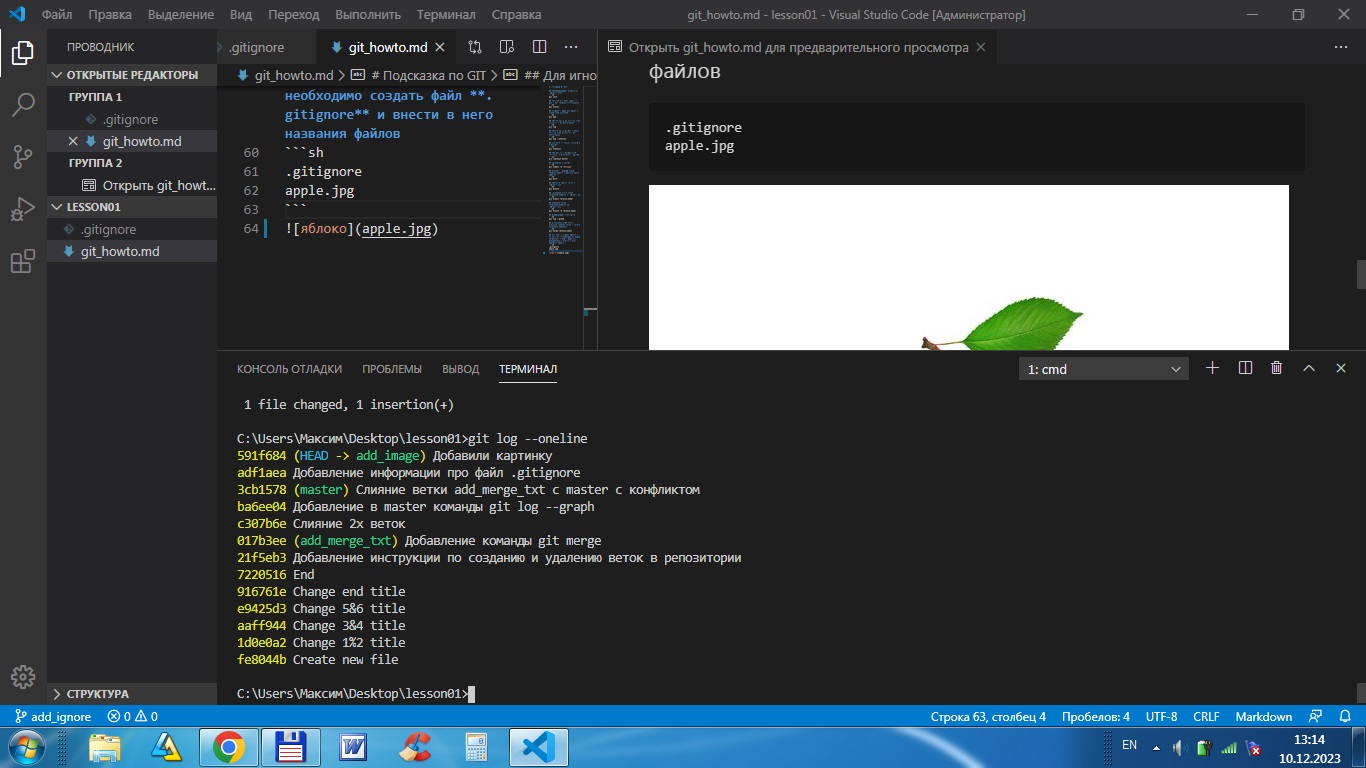 Файл Правка Выделение Вид Переход Выполнить Терминал Справка git_howto.md - lesson01 - Visual Studio Code [Администратор]
ПРОВОДНИК
ОТКРЫТЫЕ РЕДАКТОРЫ
ГРУППА 1
.gitignore
git_howto.md
ГРУППА 2
Открыть git_howt...
LESSON01
.gitignore
git_howto.md
СТРУКТУРА
.gitignore git_howto.md
git_howto.md > # Подсказка по GIT > ## Для игно
необходимо создать файл **.
gitignore** и внести в него
названия файлов
60 ```sh
61 .gitignore
62 apple.jpg
63 ```
64 ![яблоко](apple.jpg)
Открыть git_howto.md для предварительного просмотра
файлов
.gitignore
apple.jpg
КОНСОЛЬ ОТЛАДКИ ПРОБЛЕМЫ ВЫВОД ТЕРМИНАЛ 1: cmd
1 file changed, 1 insertion(+)
C:\Users\Максим\Desktop\lesson01>git log --oneline
591f684 (HEAD -> add_image) Добавили картинку
adf1aea Добавление информации про файл .gitignore
3cb1578 (master) Слияние ветки add_merge_txt с master с конфликтом
ba6ee04 Добавление в master команды git log --graph
c307b6e Слияние 2х веток
017b3ee (add_merge_txt) Добавление команды git merge
21f5eb3 Добавление инструкции по созданию и удалению веток в репозитории
7220516 End
916761e Change end title
e9425d3 Change 5&6 title
aaff944 Change 3&4 title
1d0e0a2 Change 1%2 title
fe8044b Create new file
C:\Users\Максим\Desktop\lesson01>
add_ignore 0 0 Строка 63, столбец 4 Пробелов: 4 UTF-8 CRLF Markdown
EN 13:14
10.12.2023